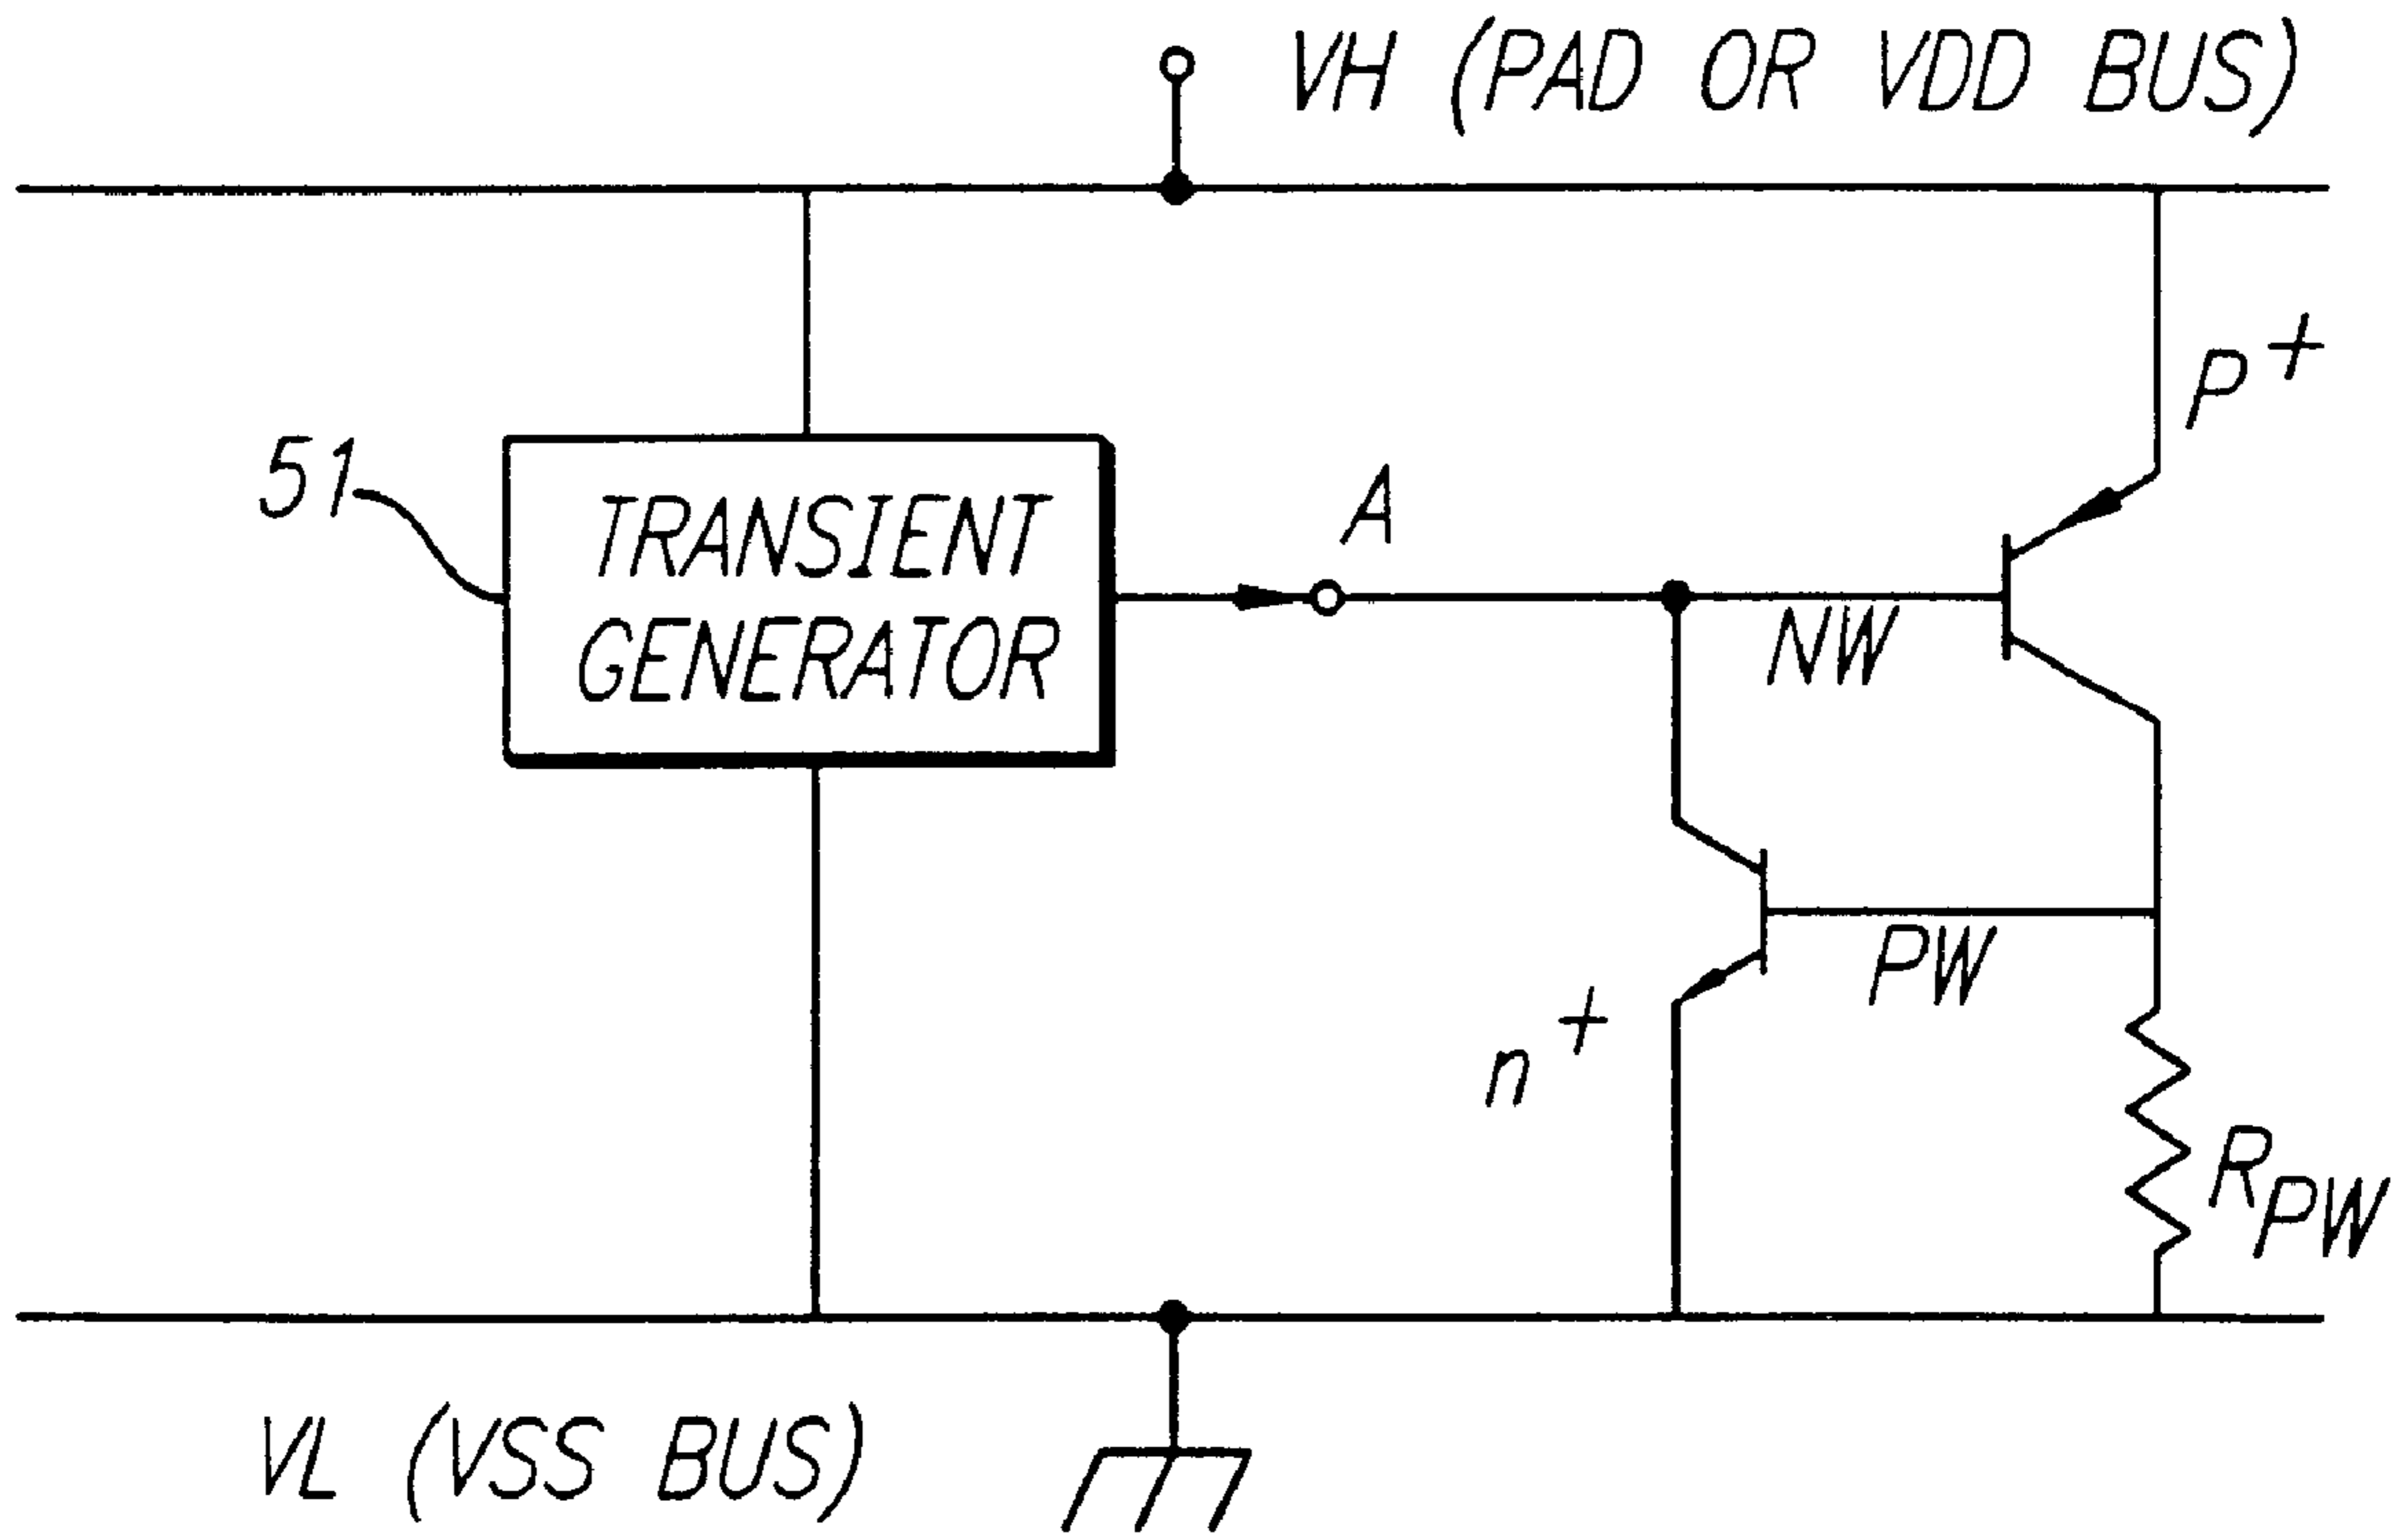 VH (PAD OR VDD BUS)
P+
51
TRANSIENT
GENERATOR
A
NW
PW
n+
RPW
VL (VSS BUS)